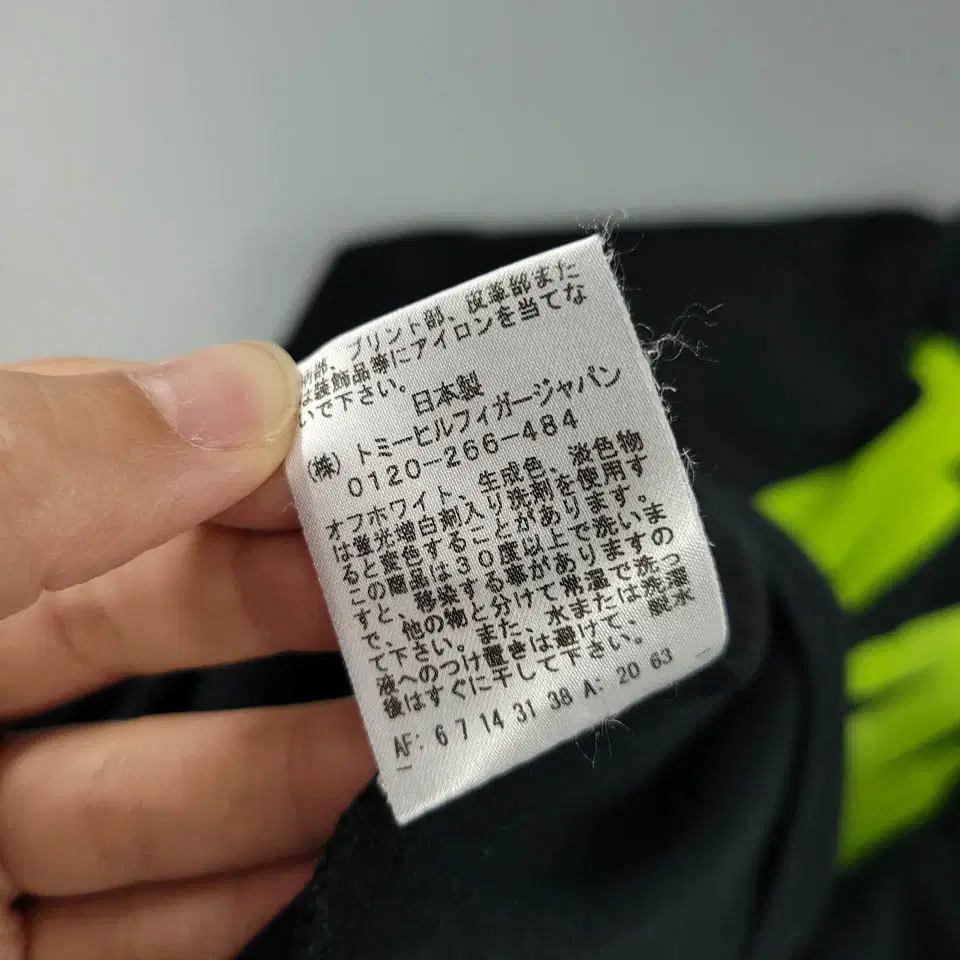 部、プリント部、皮革部また
は装飾品等にアイロンを当てな
いで下さい。
日本製
(株) トミーヒルフィガージャパン
0120-266-484
オフホワイト、生成色、淡色物
は蛍光増白剤入り洗剤を使用す
ると変色することがあります。
この商品は30度以上で洗いま
すと、移染する事がありますの
で、他の物と分けて常温で洗っ
て下さい。また、水または洗濯
液へのつけ置きは避けて、脱水
後はすぐに干して下さい。
AF: 6 7 14 31 38 A: 20 63